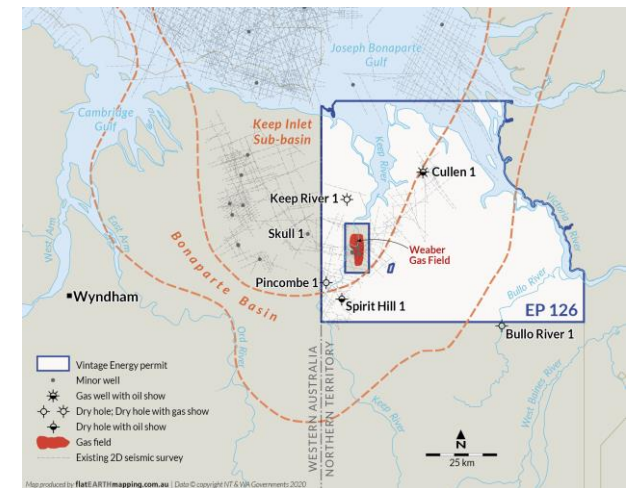 Joseph Bonaparte
Gulf
Cambridge
Gulf
Keep Inlet
Sub-basin
Keep River
Cullen 1
Keep River 1
Victoria River
West Arm
East Arm
Skull 1
Weaber
Gas Field
Bonaparte Basin
Pincombe 1
Bullo River
Wyndham
Spirit Hill 1
EP 126
Bullo River 1
Ord River
Vintage Energy permit
Minor well
Gas well with oil show
Dry hole; Dry hole with gas show
Dry hole with oil show
Gas field
Existing 2D seismic survey
WESTERN AUSTRALIA
NORTHERN TERRITORY
Keep River
West Baines River
N
25 km
Map produced by flatEARTHmapping.com.au | Data © copyright NT & WA Governments 2020